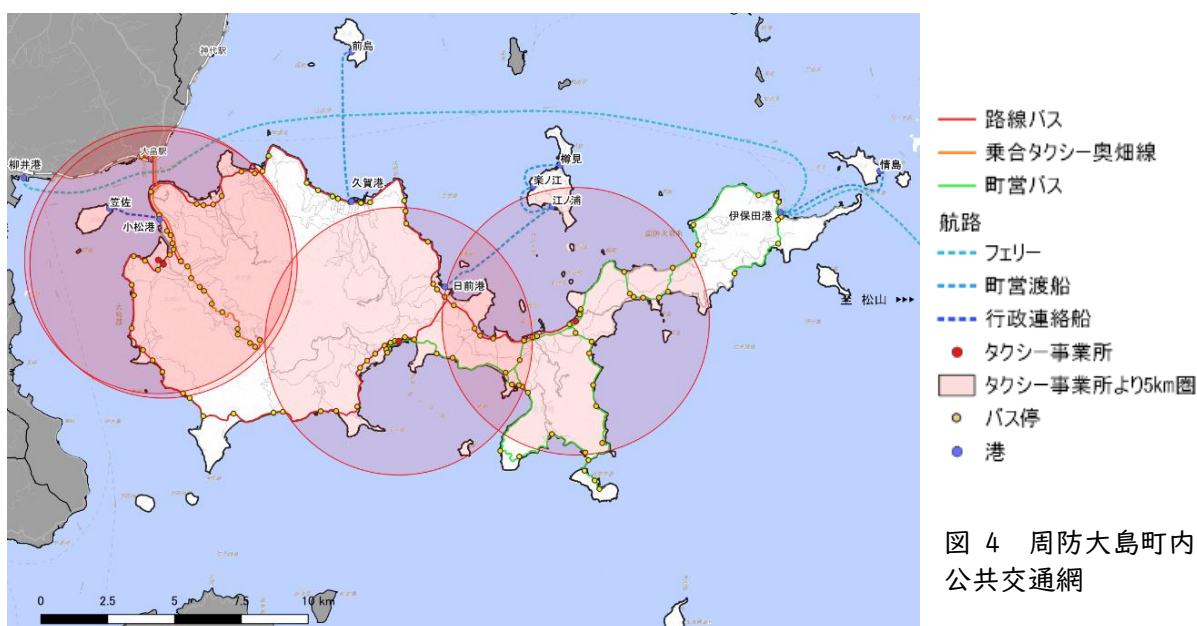 神代駅
前島
大畠駅
柳井港
樽見
情島
笠佐
久賀港
楽ノ江
江ノ浦
伊保田港
小松港
日前港
至 松山 ▸▸▸
0 2.5 5 7.5 10 km
路線バス
乗合タクシー奥畑線
町営バス
航路
フェリー
町営渡船
行政連絡船
タクシー事業所
タクシー事業所より5km圏
バス停
港
図 4 周防大島町内
公共交通網